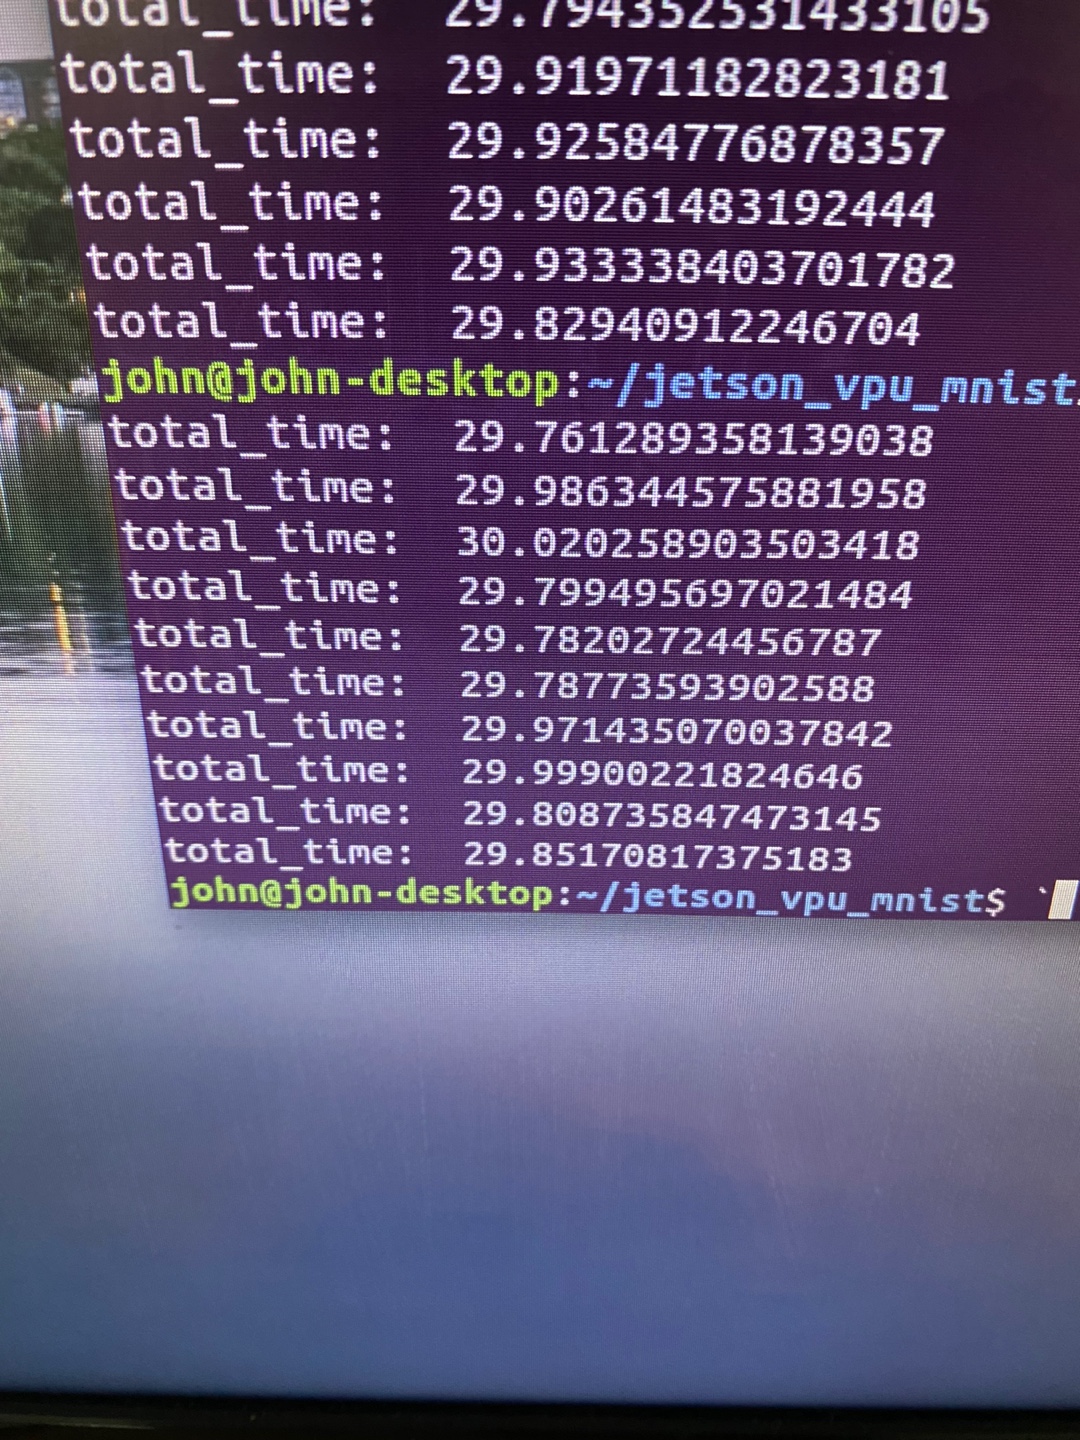 total_time:  29.794352531433105
total_time:  29.91971182823181
total_time:  29.92584776878357
total_time:  29.90261483192444
total_time:  29.933338403701782
total_time:  29.82940912246704
john@john-desktop:~/jetson_vpu_mnist
total_time:  29.761289358139038
total_time:  29.986344575881958
total_time:  30.020258903503418
total_time:  29.799495697021484
total_time:  29.78202724456787
total_time:  29.78773593902588
total_time:  29.971435070037842
total_time:  29.99900221824646
total_time:  29.808735847473145
total_time:  29.85170817375183
john@john-desktop:~/jetson_vpu_mnist$ `